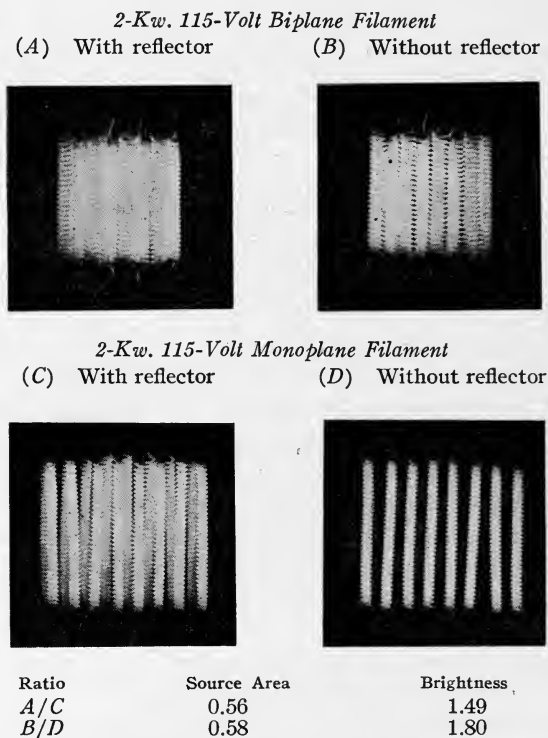 2-Kw. 115-Volt Biplane Filament
(A) With reflector (B) Without reflector
2-Kw. 115-Volt Monoplane Filament
(C) With reflector (D) Without reflector
Ratio Source Area Brightness
A/C 0.56 1.49
B/D 0.58 1.80